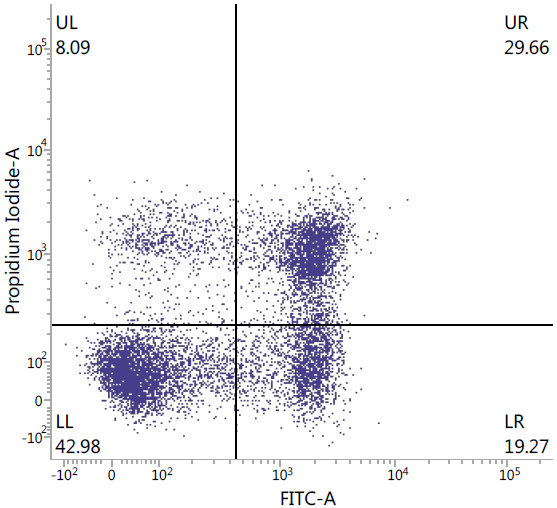 UL
8.09
UR
29.66
10^5
10^4
10^3
10^2
0
-10^2
Propidium Iodide-A
LL
42.98
LR
19.27
-10^2
0
10^2
10^3
10^4
10^5
FITC-A